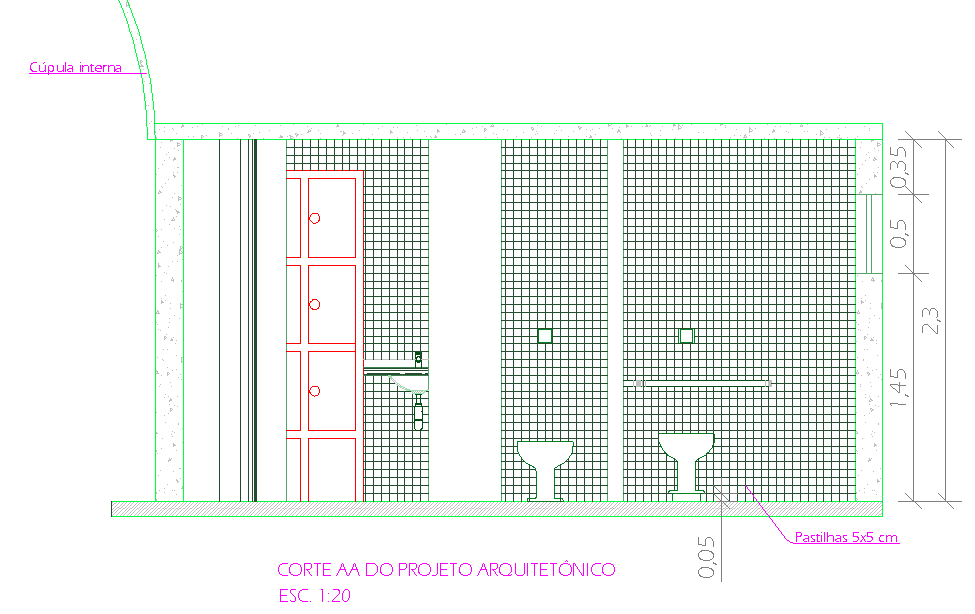 Cúpula interna
0,35
0,5
2,3
1,45
Pastilhas 5x5 cm
0,05
CORTE AA DO PROJETO ARQUITETÔNICO
ESC. 1:20